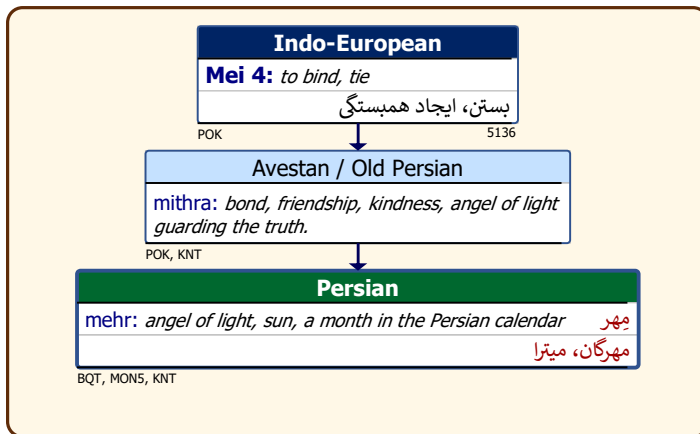 Indo-European
Mei 4: to bind, tie
بستن، ایجاد همبستگی
POK 5136
Avestan / Old Persian
mithra: bond, friendship, kindness, angel of light
guarding the truth.
POK, KNT
Persian
mehr: angel of light, sun, a month in the Persian calendar مِهر
مهرگان، میترا
BQT, MON5, KNT